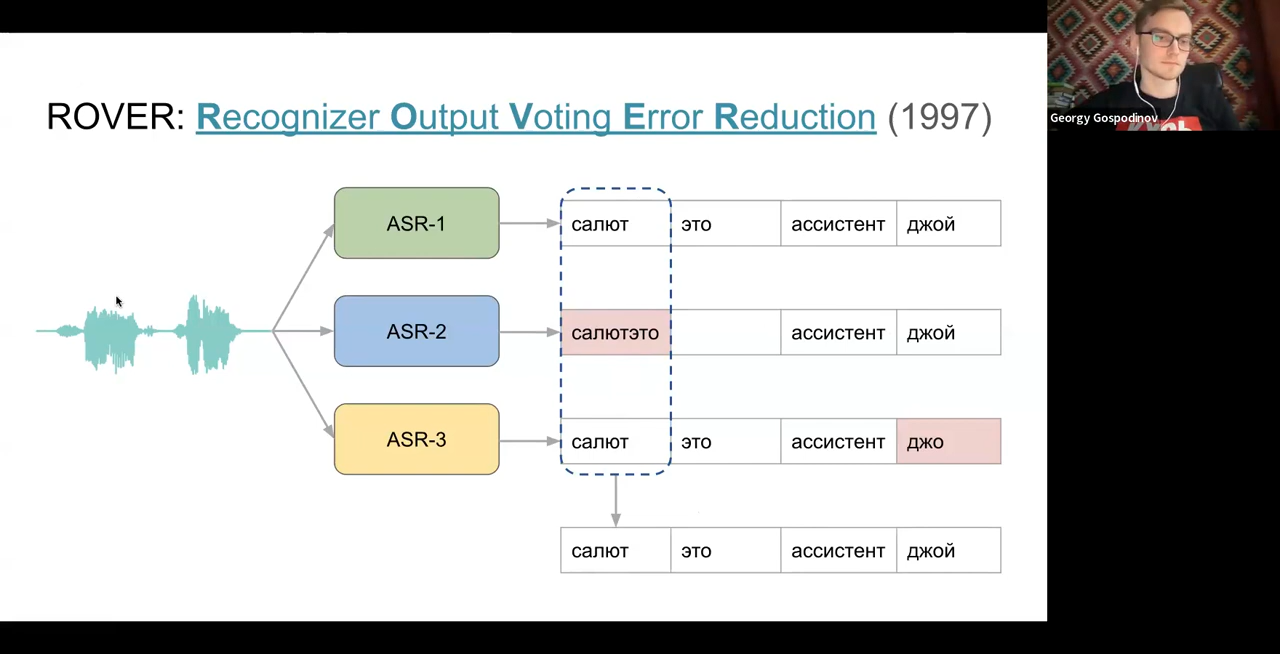 ROVER: Recognizer Output Voting Error Reduction (1997)
ASR-1
салют это ассистент джой
ASR-2
салютэто ассистент джой
ASR-3
салют это ассистент джо
салют это ассистент джой
Georgy Gospodinov